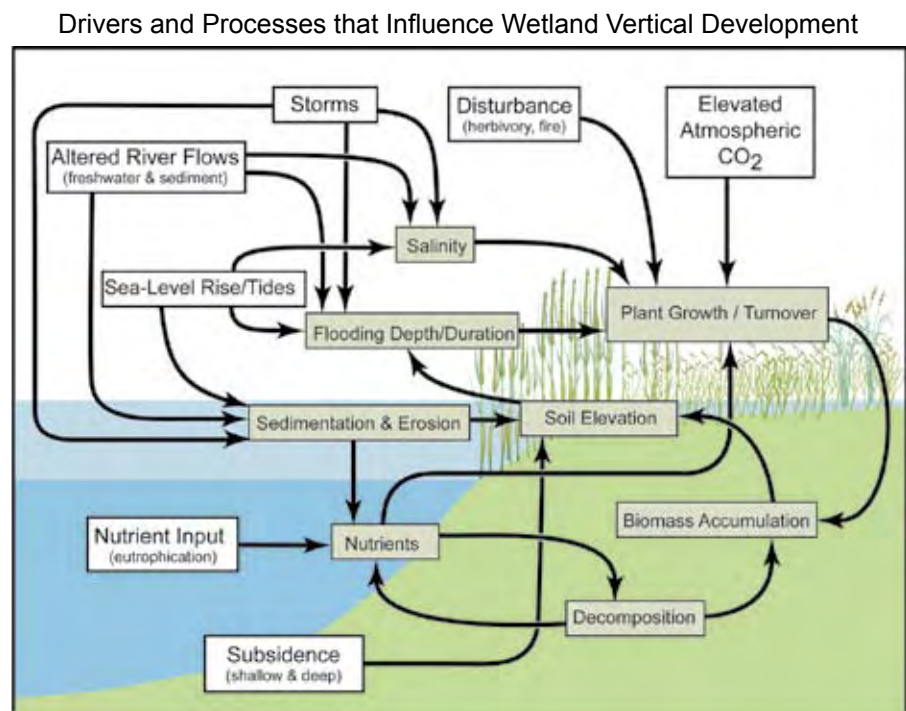 Drivers and Processes that Influence Wetland Vertical Development
Storms
Disturbance
(herbivory, fire)
Elevated
Atmospheric
CO2
Altered River Flows
(freshwater & sediment)
Salinity
Sea-Level Rise/Tides
Plant Growth / Turnover
Flooding Depth/Duration
Sedimentation & Erosion
Soil Elevation
Biomass Accumulation
Nutrient Input
(eutrophication)
Nutrients
Decomposition
Subsidence
(shallow & deep)